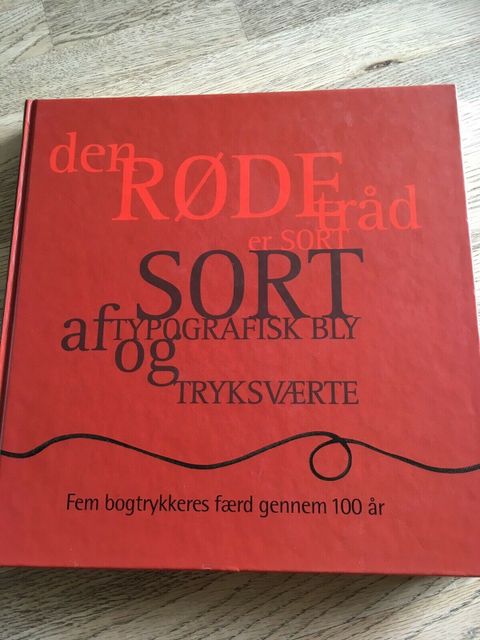 den
RØDE
tråd
er SORT
SORT
af TYPOGRAFISK BLY
og
TRYKSVÆRTE
Fem bogtrykkeres færd gennem 100 år